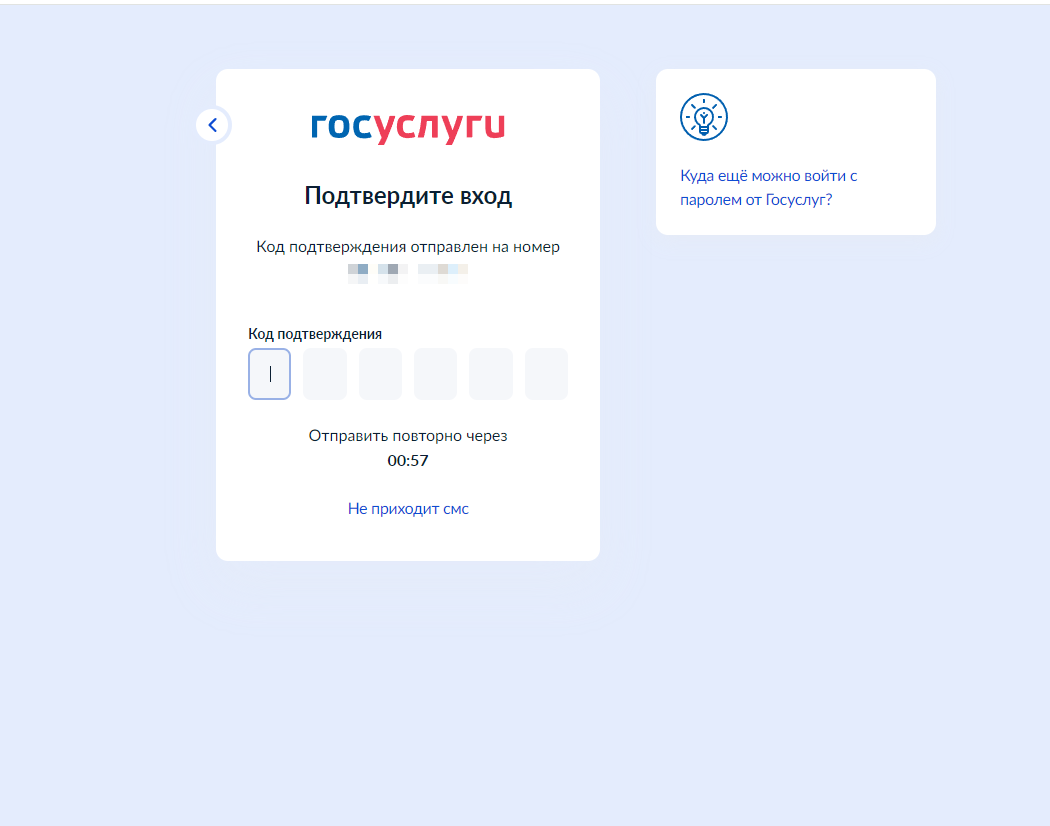 госуслуги
Подтвердите вход
Код подтверждения отправлен на номер
Код подтверждения
Отправить повторно через
00:57
Не приходит смс
Куда ещё можно войти с
паролем от Госуслуг?